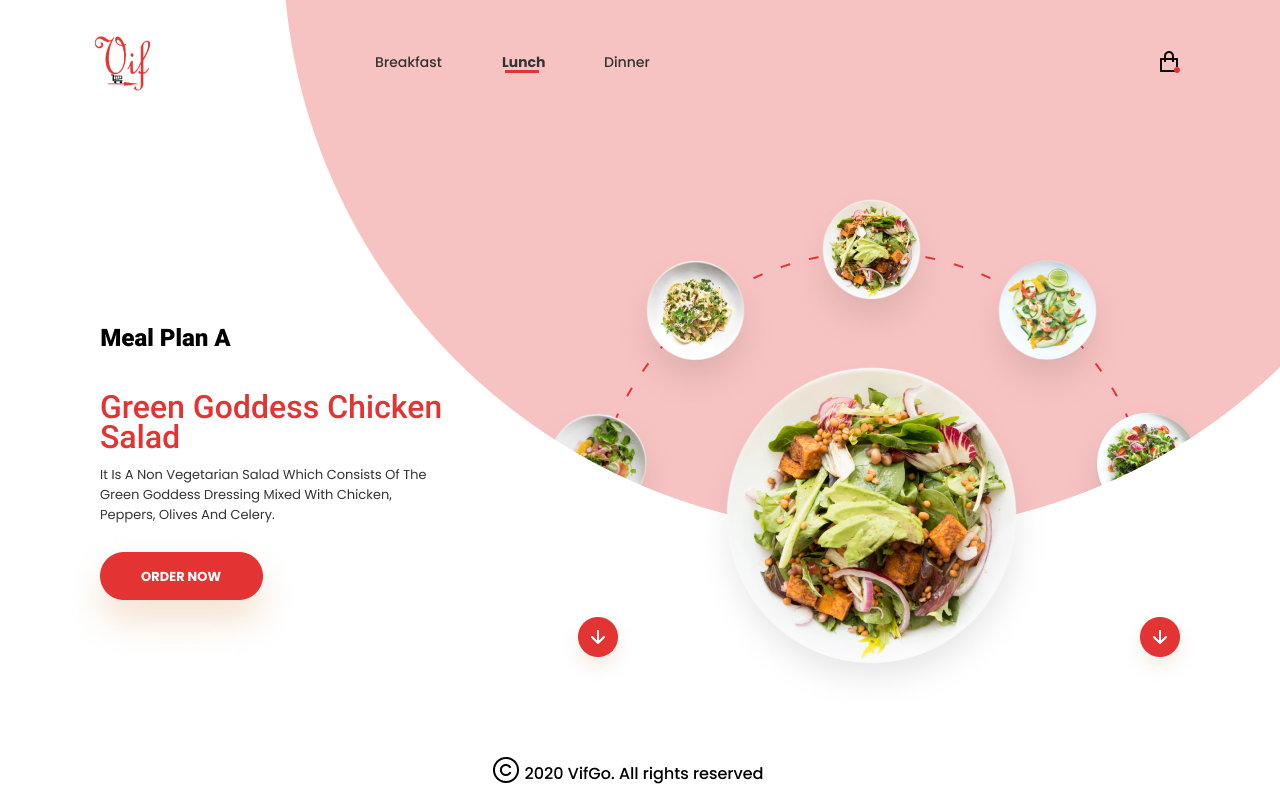 Vif
Breakfast
Lunch
Dinner
Meal Plan A
Green Goddess Chicken
Salad
It Is A Non Vegetarian Salad Which Consists Of The
Green Goddess Dressing Mixed With Chicken,
Peppers, Olives And Celery.
ORDER NOW
© 2020 VifGo. All rights reserved